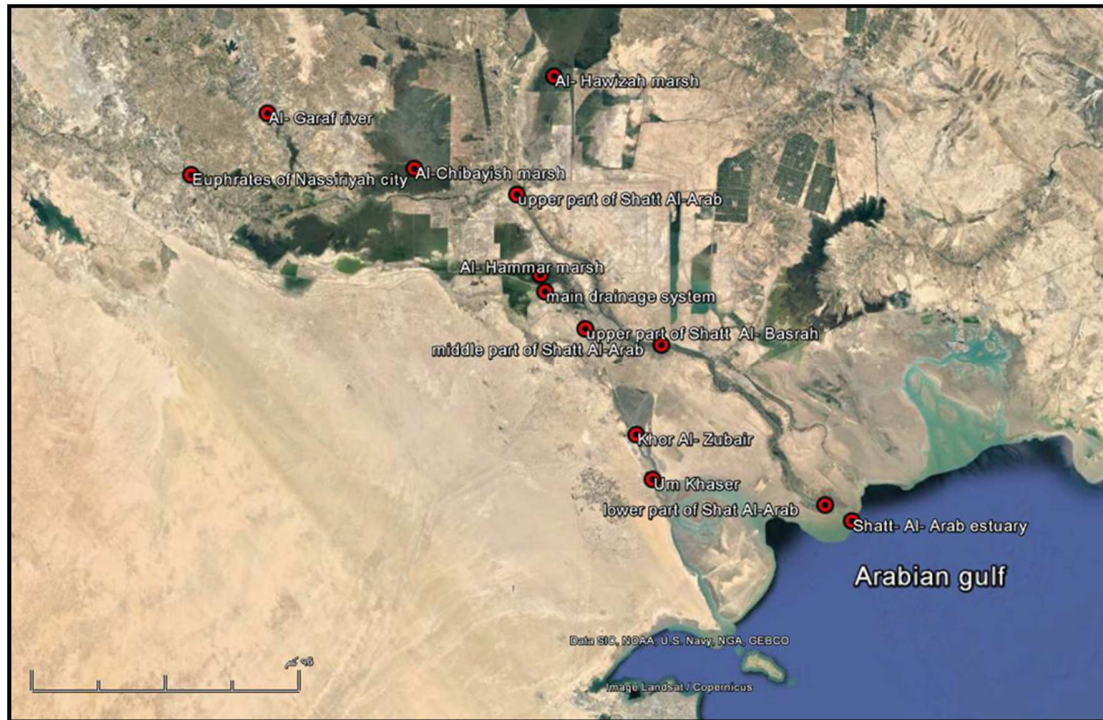 Al- Hawizah marsh
Al- Garaf river
Al-Chibayish marsh
Euphrates of Nassiriyah city
upper part of Shatt Al-Arab
Al- Hammar marsh
main drainage system
upper part of Shatt Al- Basrah
middle part of Shatt Al-Arab
Khor Al- Zubair
Um Khaser
lower part of Shat Al-Arab
Shatt- Al- Arab estuary
Arabian gulf
Data SIO, NOAA, U.S. Navy, NGA, GEBCO
كم
Image Landsat / Copernicus